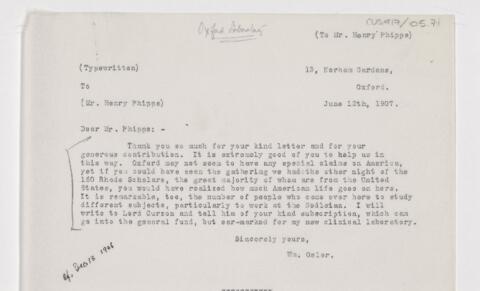 CUS417/05.71
Oxford Laboratory
(To Mr. Henry Phipps)
(Typewritten)
13, Norham Gardens,
To
Oxford.
(Mr. Henry Phipps)
June 12th, 1907.
Dear Mr. Phipps: -
Thank you so much for your kind letter and for your
generous contribution. It is extremely good of you to help us in
this way. Oxford may not seem to have any special claims on America,
yet if you could have seen the gathering we had the other night of the
160 Rhode Scholars, the great majority of whom are from the United
States, you would have realized how much American life goes on here.
It is remarkable, too, the number of people who come over here to study
different subjects, particularly to work at the Bodleian. I will
write to Lord Curzon and tell him of your kind subscription, which can
go into the general fund, but ear-marked for my new clinical laboratory.
Sincerely yours,
Wm. Osler.
cf. Dec 18 1906